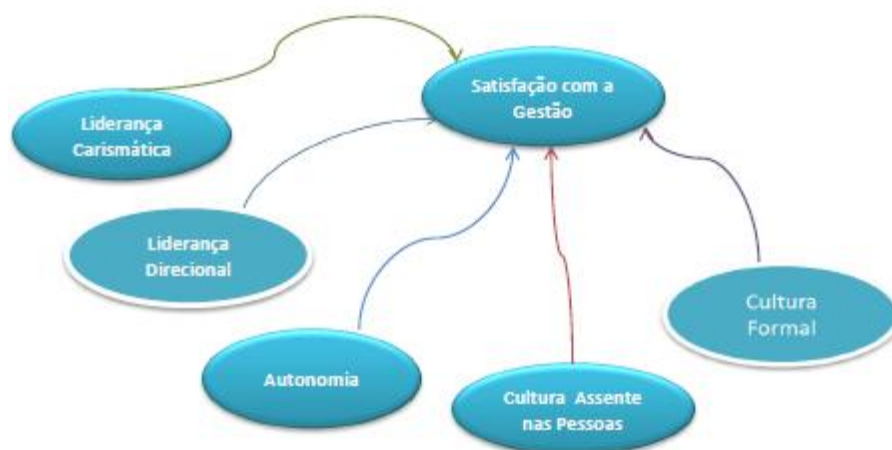 Satisfação com a
Gestão
Liderança
Carismática
Liderança
Direcional
Cultura
Formal
Autonomia
Cultura Assente
nas Pessoas